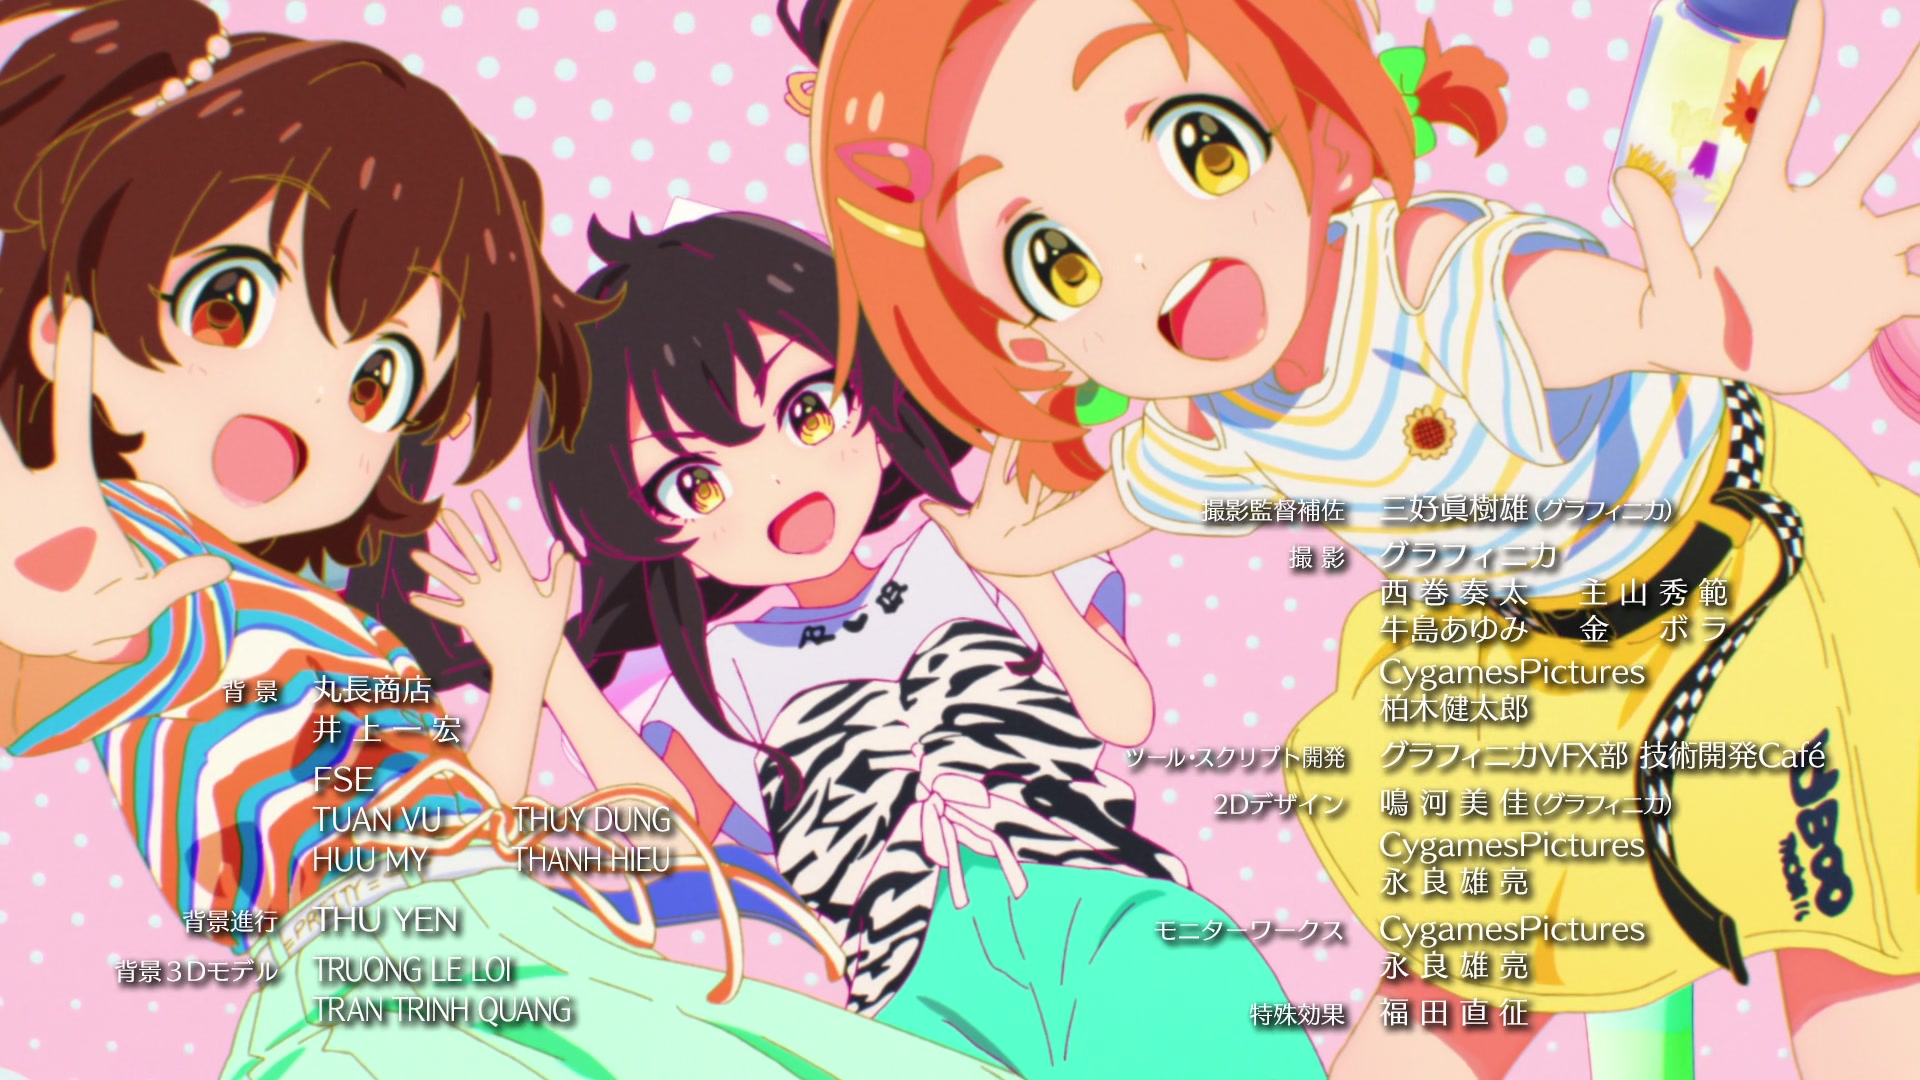 背景 丸長商店
井上一宏
FSE
TUAN VU THUY DUNG
HUU MY THANH HIEU
背景進行 THU YEN
背景3Dモデル TRUONG LE LOI
TRAN TRINH QUANG
撮影監督補佐 三好眞樹雄(グラフィニカ)
撮影 グラフィニカ
西巻奏太 主山秀範
牛島あゆみ 金ボラ
CygamesPictures
柏木健太郎
ツール・スクリプト開発 グラフィニカVFX部 技術開発Café
2Dデザイン 鳴河美佳(グラフィニカ)
CygamesPictures
永良雄亮
モニターワークス CygamesPictures
永良雄亮
特殊効果 福田直征